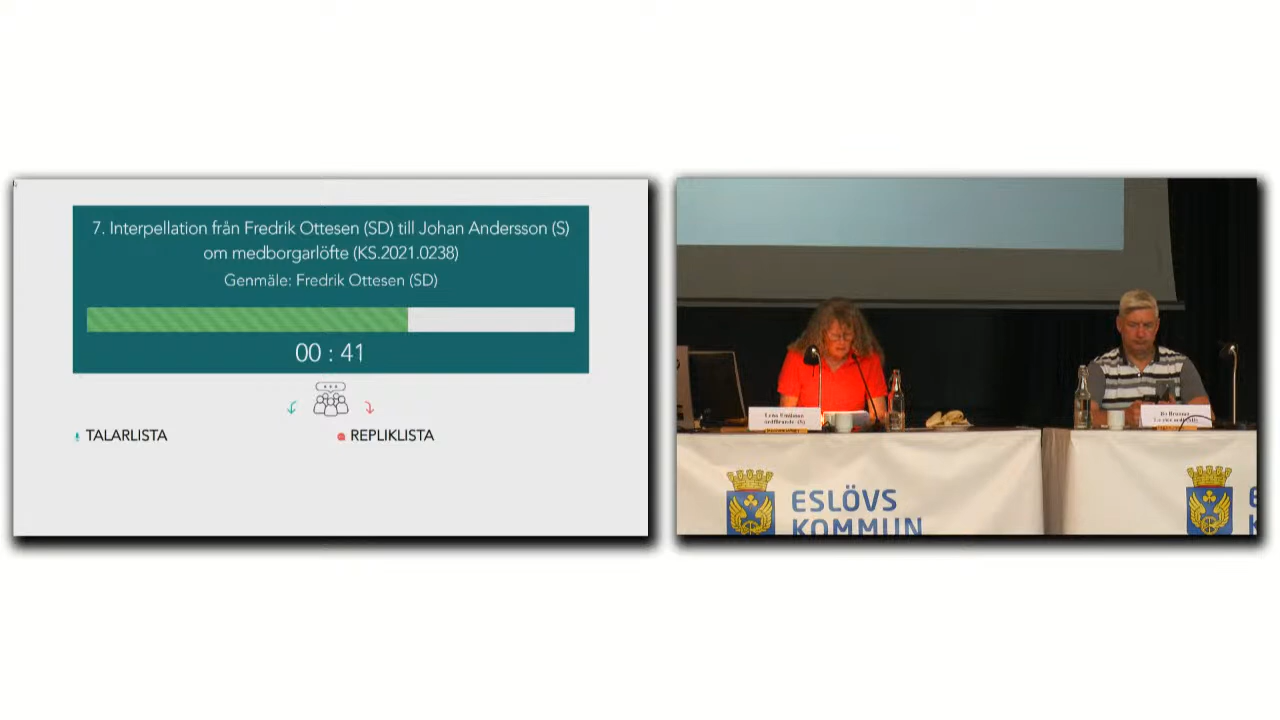 7. Interpellation från Fredrik Ottesen (SD) till Johan Andersson (S)
om medborgarlöfte (KS.2021.0238)
Genmäle: Fredrik Ottesen (SD)
00 : 41
TALARLISTA
REPLIKLISTA
ordförande (S)
ESLÖVS
KOMMUN